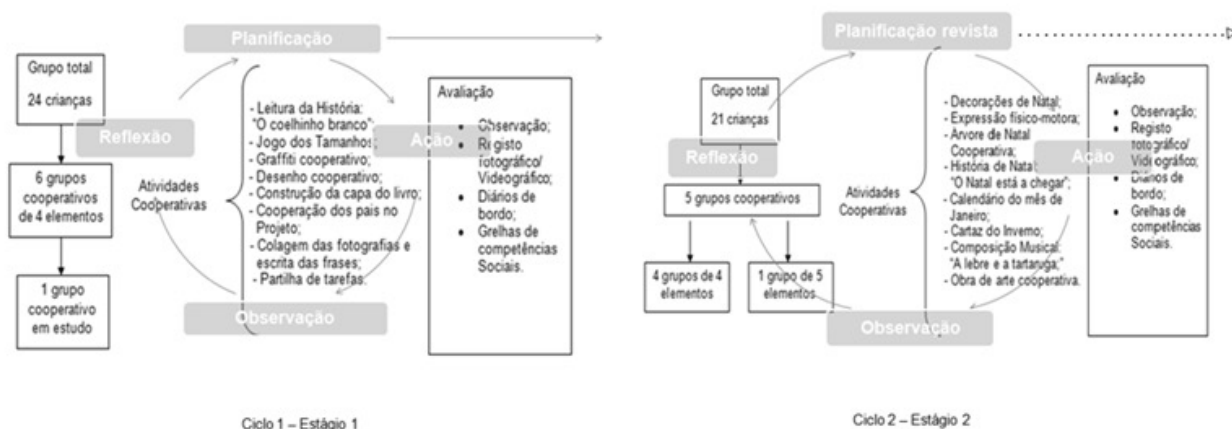 Planificação
Grupo total
24 crianças
Reflexão
6 grupos
cooperativos
de 4 elementos
1 grupo
cooperativo
em estudo
Atividades
Cooperativas
- Leitura da História:
"O coelhinho branco";
- Jogo dos Tamanhos;
- Graffiti cooperativo;
- Desenho cooperativo;
- Construção da capa do livro;
- Cooperação dos pais no
Projeto;
- Colagem das fotografias e
escrita das frases;
- Partilha de tarefas.
Ação
Observação
Avaliação
• Observação;
• Registo
fotográfico/
Videográfico;
• Diários de
bordo;
• Grelhas de
competências
Sociais.
Ciclo 1 – Estágio 1
Planificação revista
Grupo total
21 crianças
Reflexão
5 grupos cooperativos
4 grupos de 4
elementos
1 grupo de 5
elementos
Atividades
Cooperativas
- Decorações de Natal;
- Expressão físico-motora;
- Árvore de Natal
Cooperativa;
- História de Natal:
"O Natal está a chegar";
- Calendário do mês de
Janeiro;
- Cartaz do Inverno;
- Composição Musical:
"A lebre e a tartaruga;"
- Obra de arte cooperativa.
Ação
Observação
Avaliação
• Observação;
• Registo
fotográfico/
Videográfico;
• Diários de
bordo;
• Grelhas de
competências
Sociais.
Ciclo 2 – Estágio 2